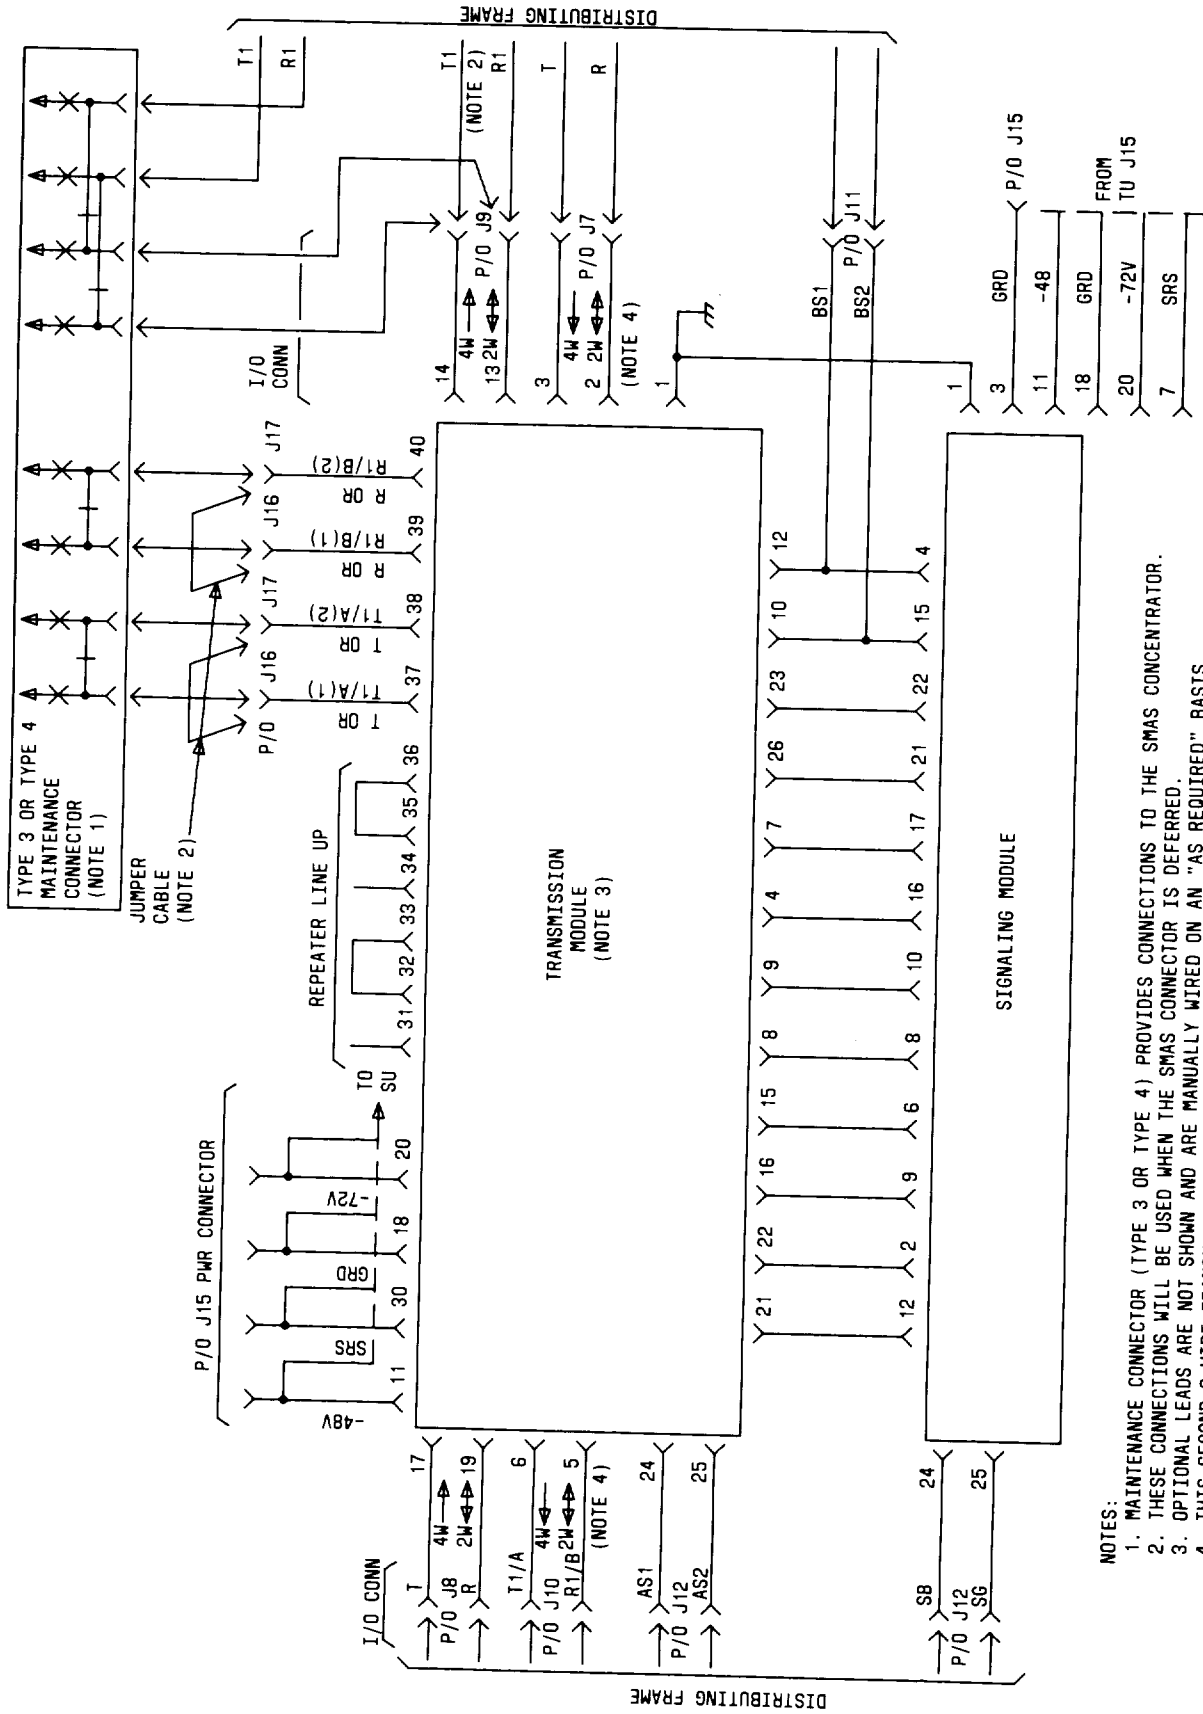 TYPE 3 OR TYPE 4
MAINTENANCE
CONNECTOR
(NOTE 1)
JUMPER
CABLE
(NOTE 2)
P/O J15 PWR CONNECTOR
-48V
SRS
GRD
-72V
TO
SU
11
30
18
20
REPEATER LINE UP
31
32
33
34
35
36
P/O
J16
J17
J16
J17
T OR
T1/A(1)
T OR
T1/A(2)
R OR
R1/B(1)
R OR
R1/B(2)
37
38
39
40
I/O
CONN
DISTRIBUTING FRAME
T1
R1
14
4W
P/O J9
T1
(NOTE 2)
13
2W
R1
3
4W
P/O J7
T
2
2W
R
(NOTE 4)
1
I/O CONN
DISTRIBUTING FRAME
T
P/O J8
R
4W
2W
17
19
T1/A
P/O J10
R1/B
4W
2W
6
5
(NOTE 4)
AS1
P/O J12
AS2
24
25
TRANSMISSION
MODULE
(NOTE 3)
21
22
16
15
8
9
4
7
26
23
10
12
BS1
P/O J11
BS2
12
2
9
6
8
10
16
17
21
22
15
4
SIGNALING MODULE
SB
P/O J12
SG
24
25
1
3
GRD
P/O J15
11
-48
18
GRD
FROM
TU J15
20
-72V
7
SRS
NOTES:
1. MAINTENANCE CONNECTOR (TYPE 3 OR TYPE 4) PROVIDES CONNECTIONS TO THE SMAS CONCENTRATOR.
2. THESE CONNECTIONS WILL BE USED WHEN THE SMAS CONNECTOR IS DEFERRED.
3. OPTIONAL LEADS ARE NOT SHOWN AND ARE MANUALLY WIRED ON AN "AS REQUIRED" BASIS
4. THIS SECOND 2-WIRE